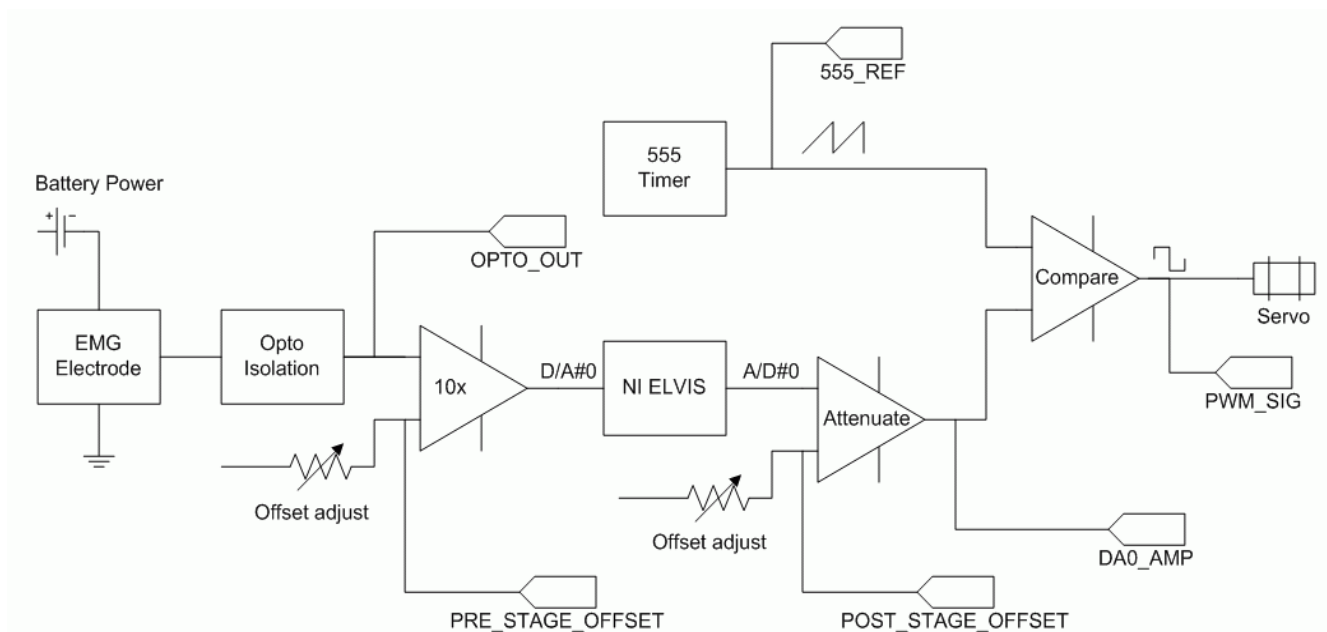 555_REF
555
Timer
Battery Power
+ -
OPTO_OUT
Compare
Servo
EMG
Electrode
Opto
Isolation
10x
D/A#0
NI ELVIS
A/D#0
Attenuate
PWM_SIG
Offset adjust
Offset adjust
DA0_AMP
PRE_STAGE_OFFSET
POST_STAGE_OFFSET